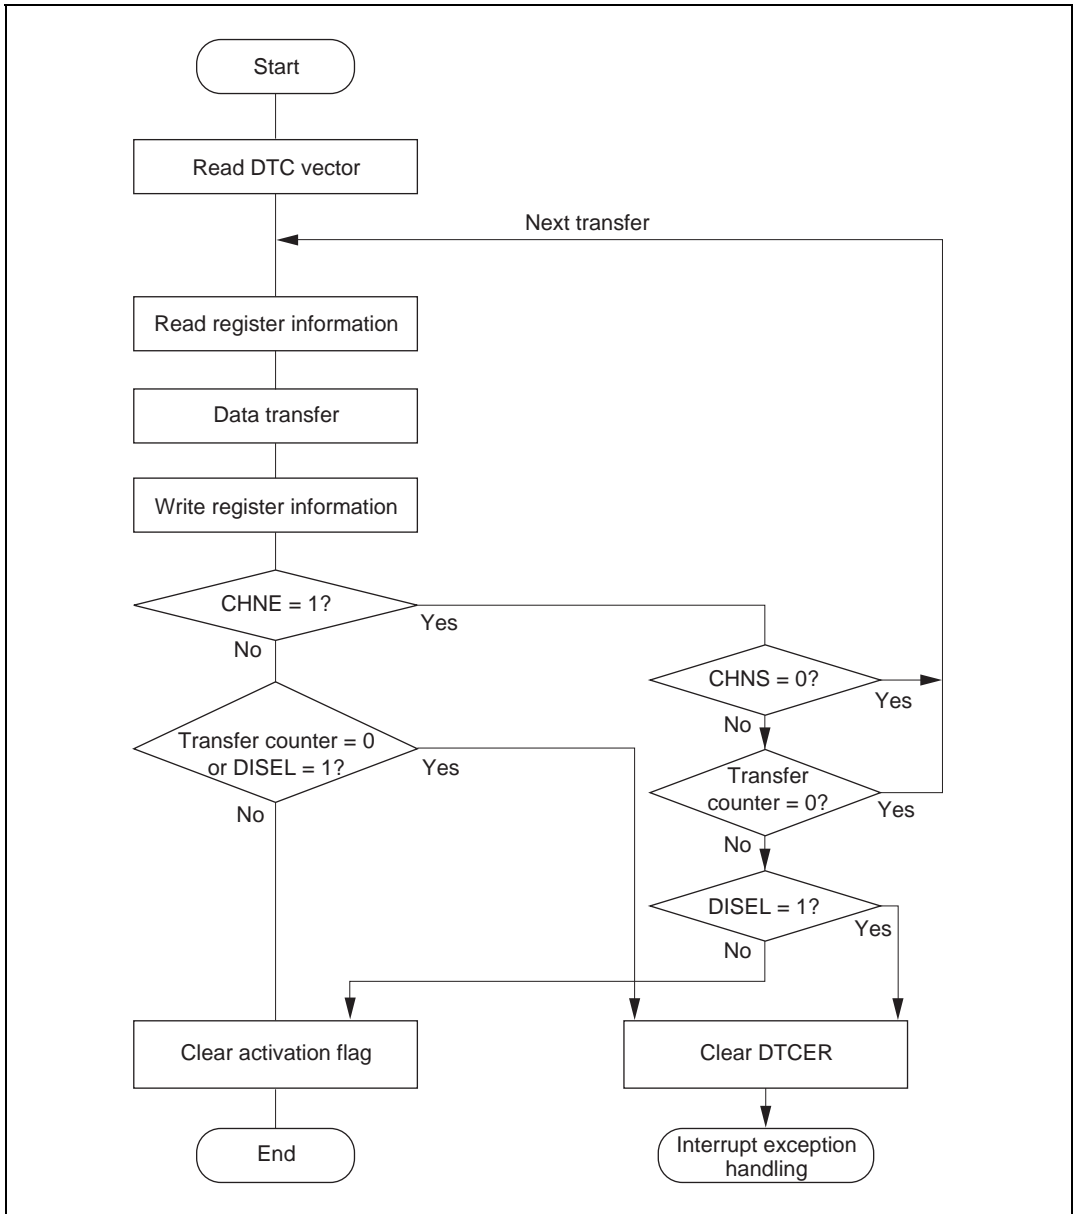 Start
Read DTC vector
Next transfer
Read register information
Data transfer
Write register information
CHNE = 1?
Yes
No
CHNS = 0?
Yes
No
Transfer counter = 0
or DISEL = 1?
Yes
No
Transfer
counter = 0?
Yes
No
DISEL = 1?
Yes
No
Clear activation flag
Clear DTCER
End
Interrupt exception
handling